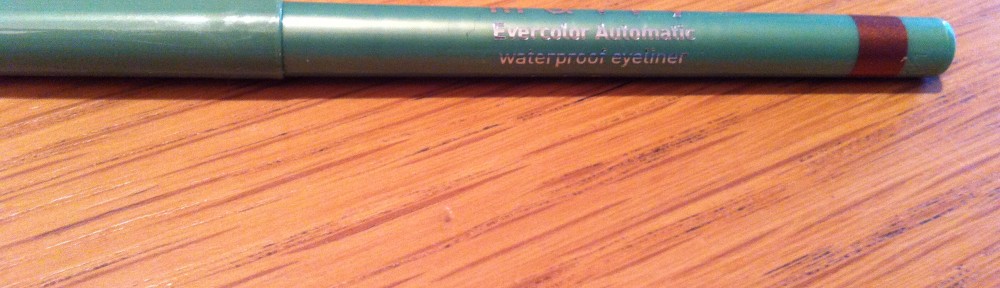 Evercolor Automatic
waterproof eyeliner